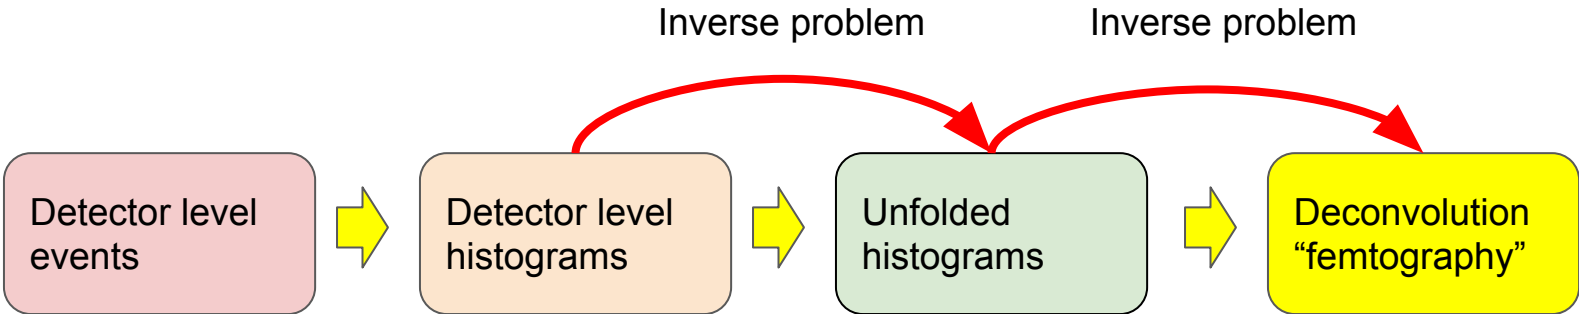 Inverse problem
Inverse problem
Detector level
events
Detector level
histograms
Unfolded
histograms
Deconvolution
“femtography”